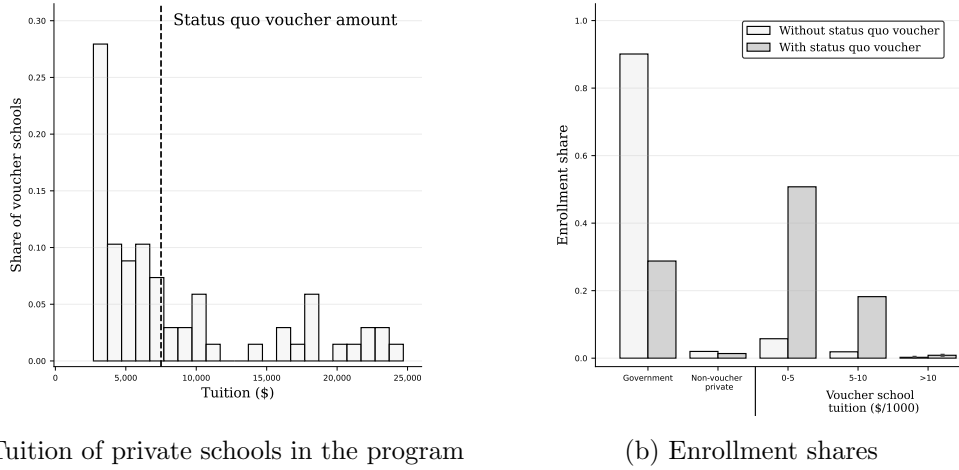 Status quo voucher amount
0.30
0.25
0.20
0.15
0.10
0.05
0.00
Share of voucher schools
0
5,000
10,000
15,000
20,000
25,000
Tuition ($)
Tuition of private schools in the program
Without status quo voucher
With status quo voucher
1.0
0.8
0.6
0.4
0.2
0.0
Enrollment share
Government
Non-voucher
private
0-5
5-10
>10
Voucher school
tuition ($/1000)
(b) Enrollment shares